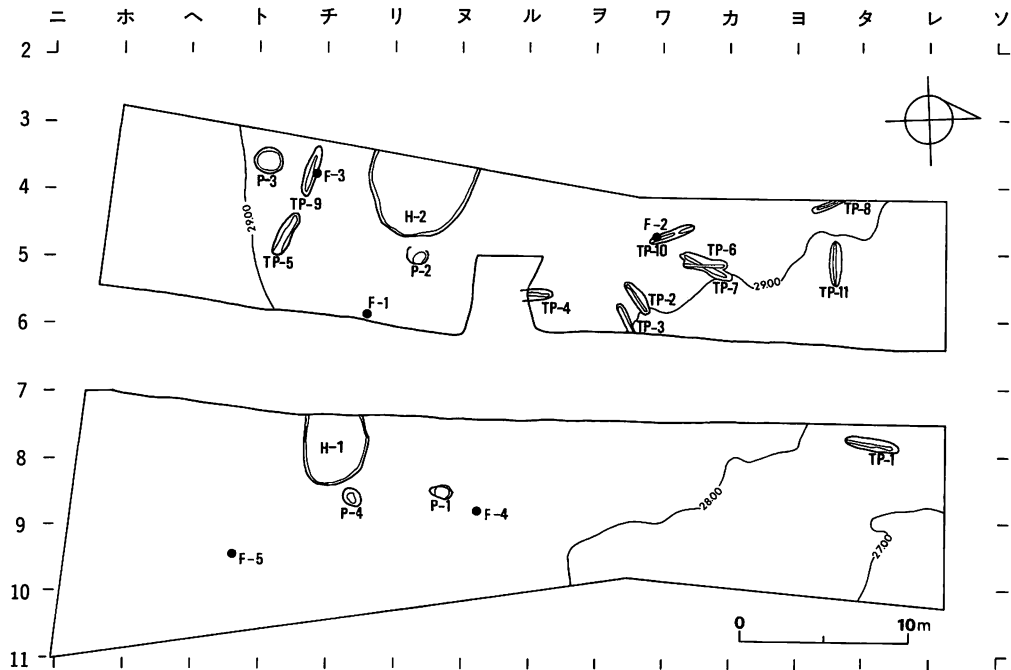 ニ ホ ヘ ト チ リ ヌ ル ヲ ワ カ ヨ タ レ ソ
2
3
P-3
F-3
4
TP-9
H-2
TP-8
29.00
F-2
TP-10
TP-6
5
TP-5
P-2
TP-7
29.00
TP-11
F-1
TP-4
TP-2
6
TP-3
7
H-1
8
TP-1
P-4
P-1
F-4
28.00
9
F-5
27.00
10
0 10m
11